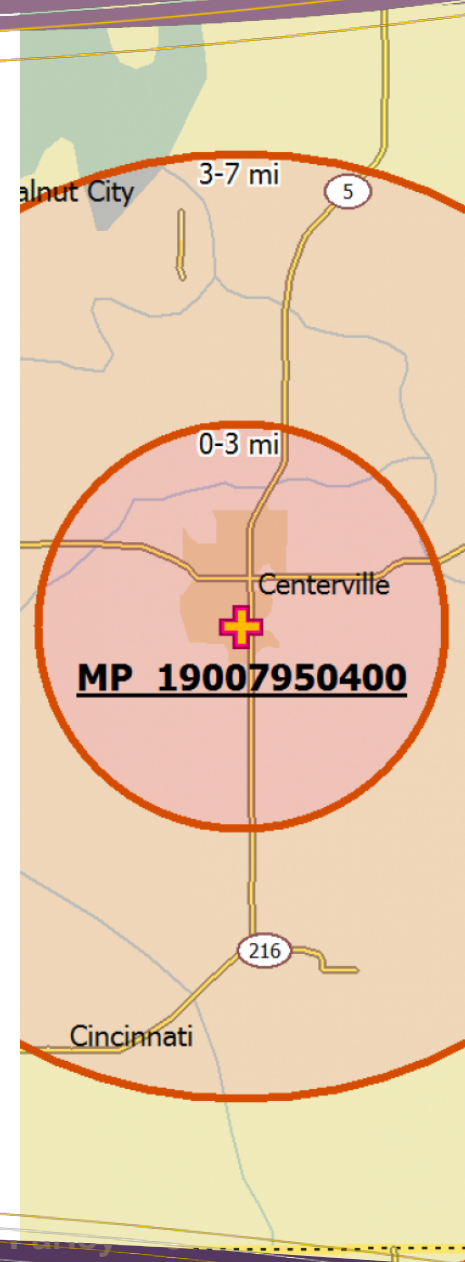 3-7 mi
alnut City
5
0-3 mi
Centerville
MP 19007950400
216
Cincinnati